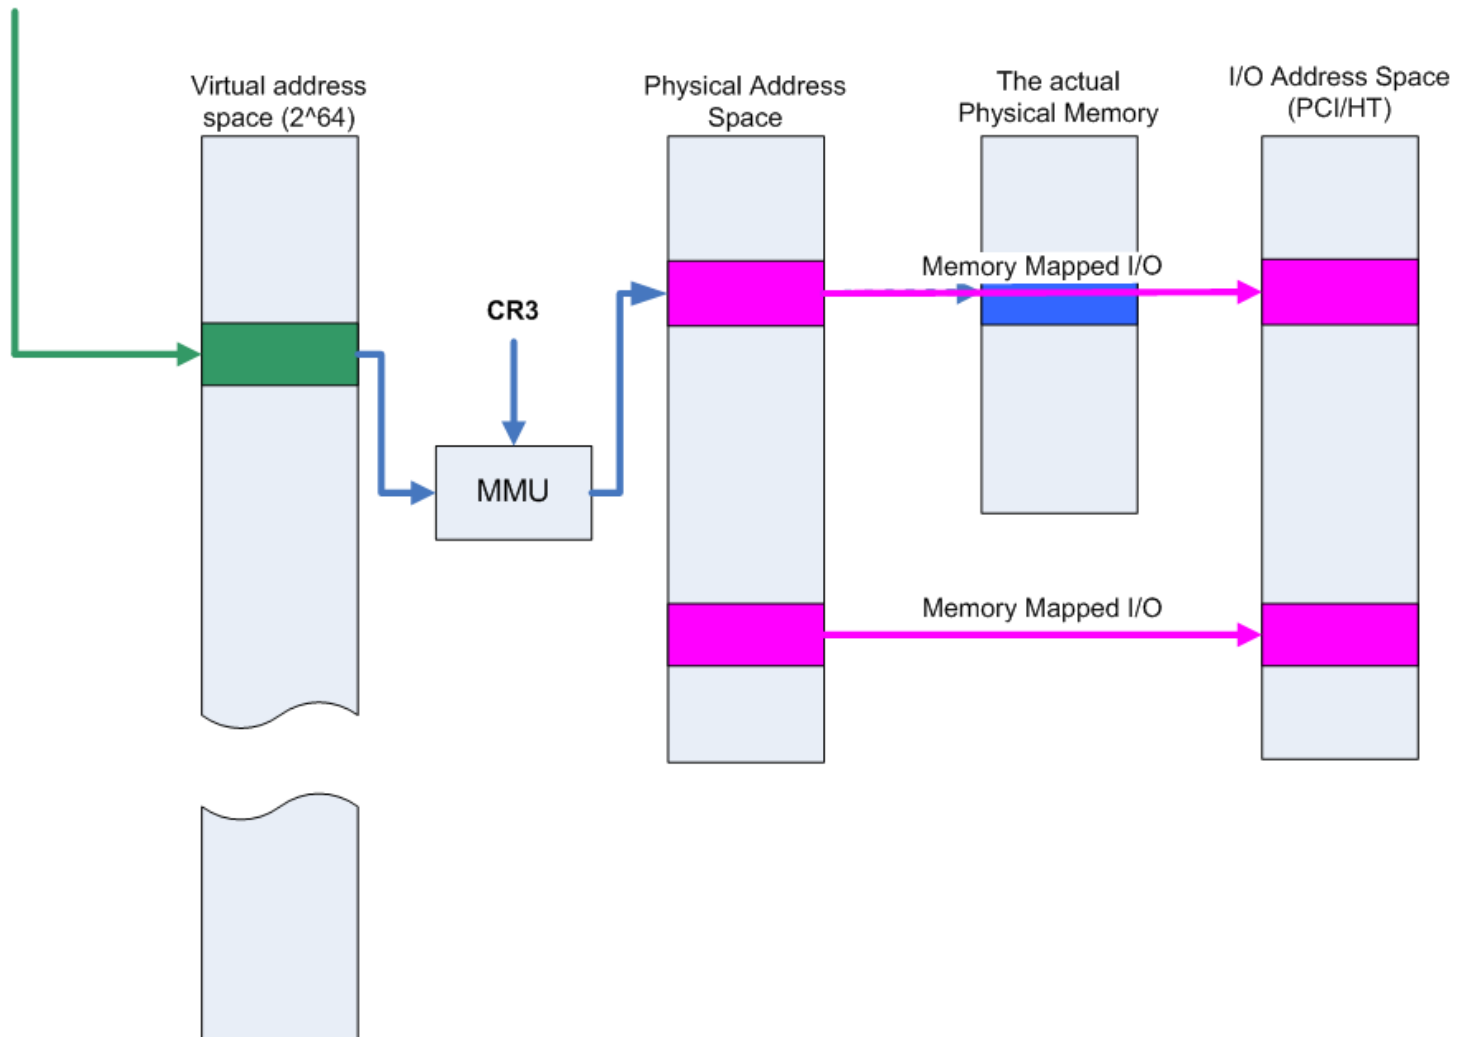 Virtual address
space (2^64)
Physical Address
Space
The actual
Physical Memory
I/O Address Space
(PCI/HT)
Memory Mapped I/O
CR3
MMU
Memory Mapped I/O